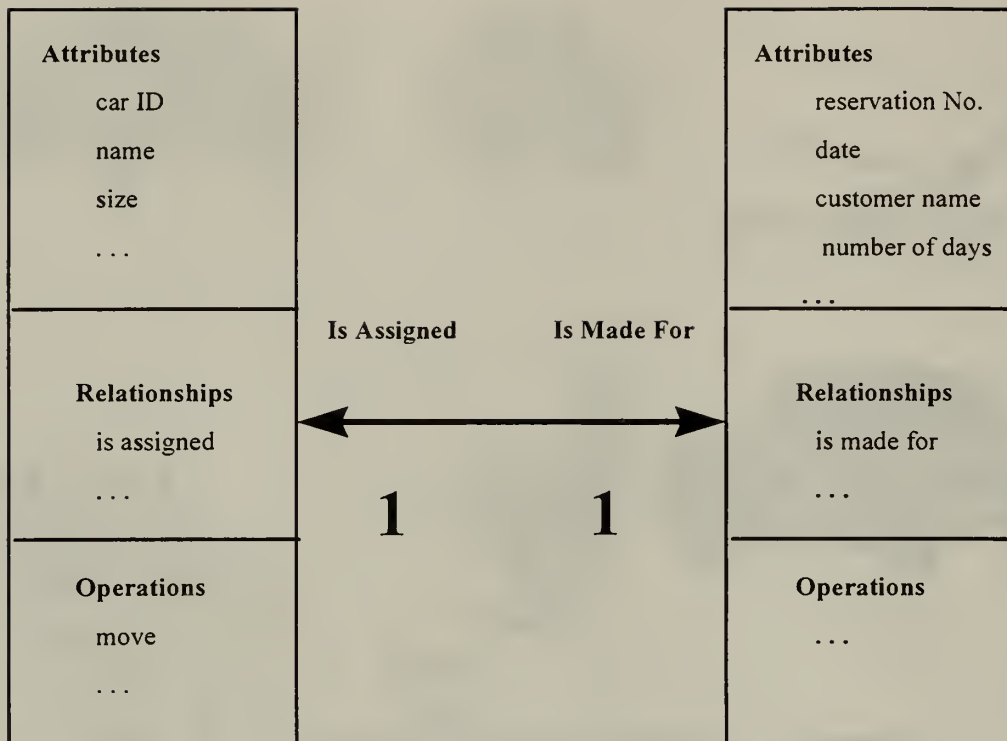 Attributes
car ID
name
size
. . .
Relationships
is assigned
. . .
Operations
move
. . .
Is Assigned Is Made For
1 1
Attributes
reservation No.
date
customer name
number of days
. . .
Relationships
is made for
. . .
Operations
. . .